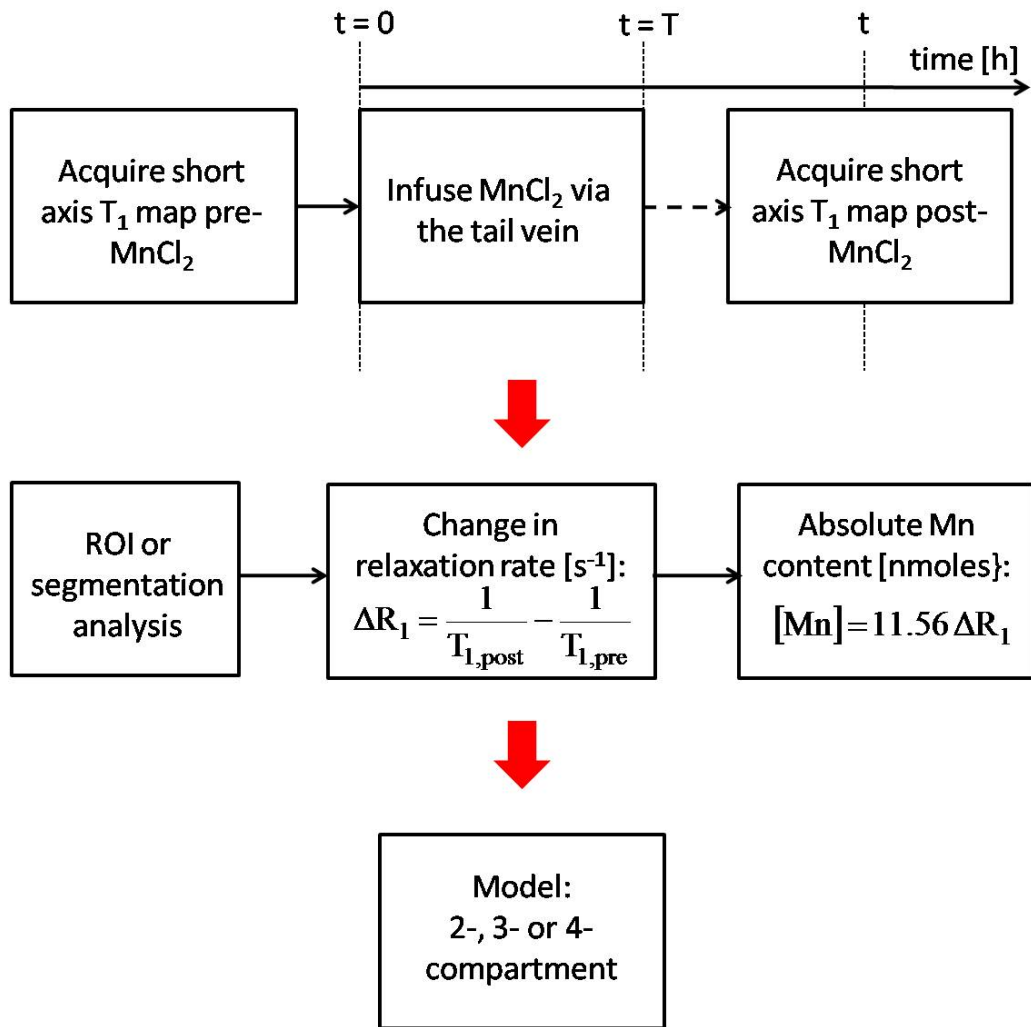 t = 0
t = T
t
time [h]
Acquire short
axis T₁ map pre-
MnCl₂
Infuse MnCl₂ via
the tail vein
Acquire short
axis T₁ map post-
MnCl₂
ROI or
segmentation
analysis
Change in
relaxation rate [s⁻¹]:
ΔR₁ = 1/T₁,post − 1/T₁,pre
Absolute Mn
content [nmoles}:
[Mn] = 11.56 ΔR₁
Model:
2-, 3- or 4-
compartment